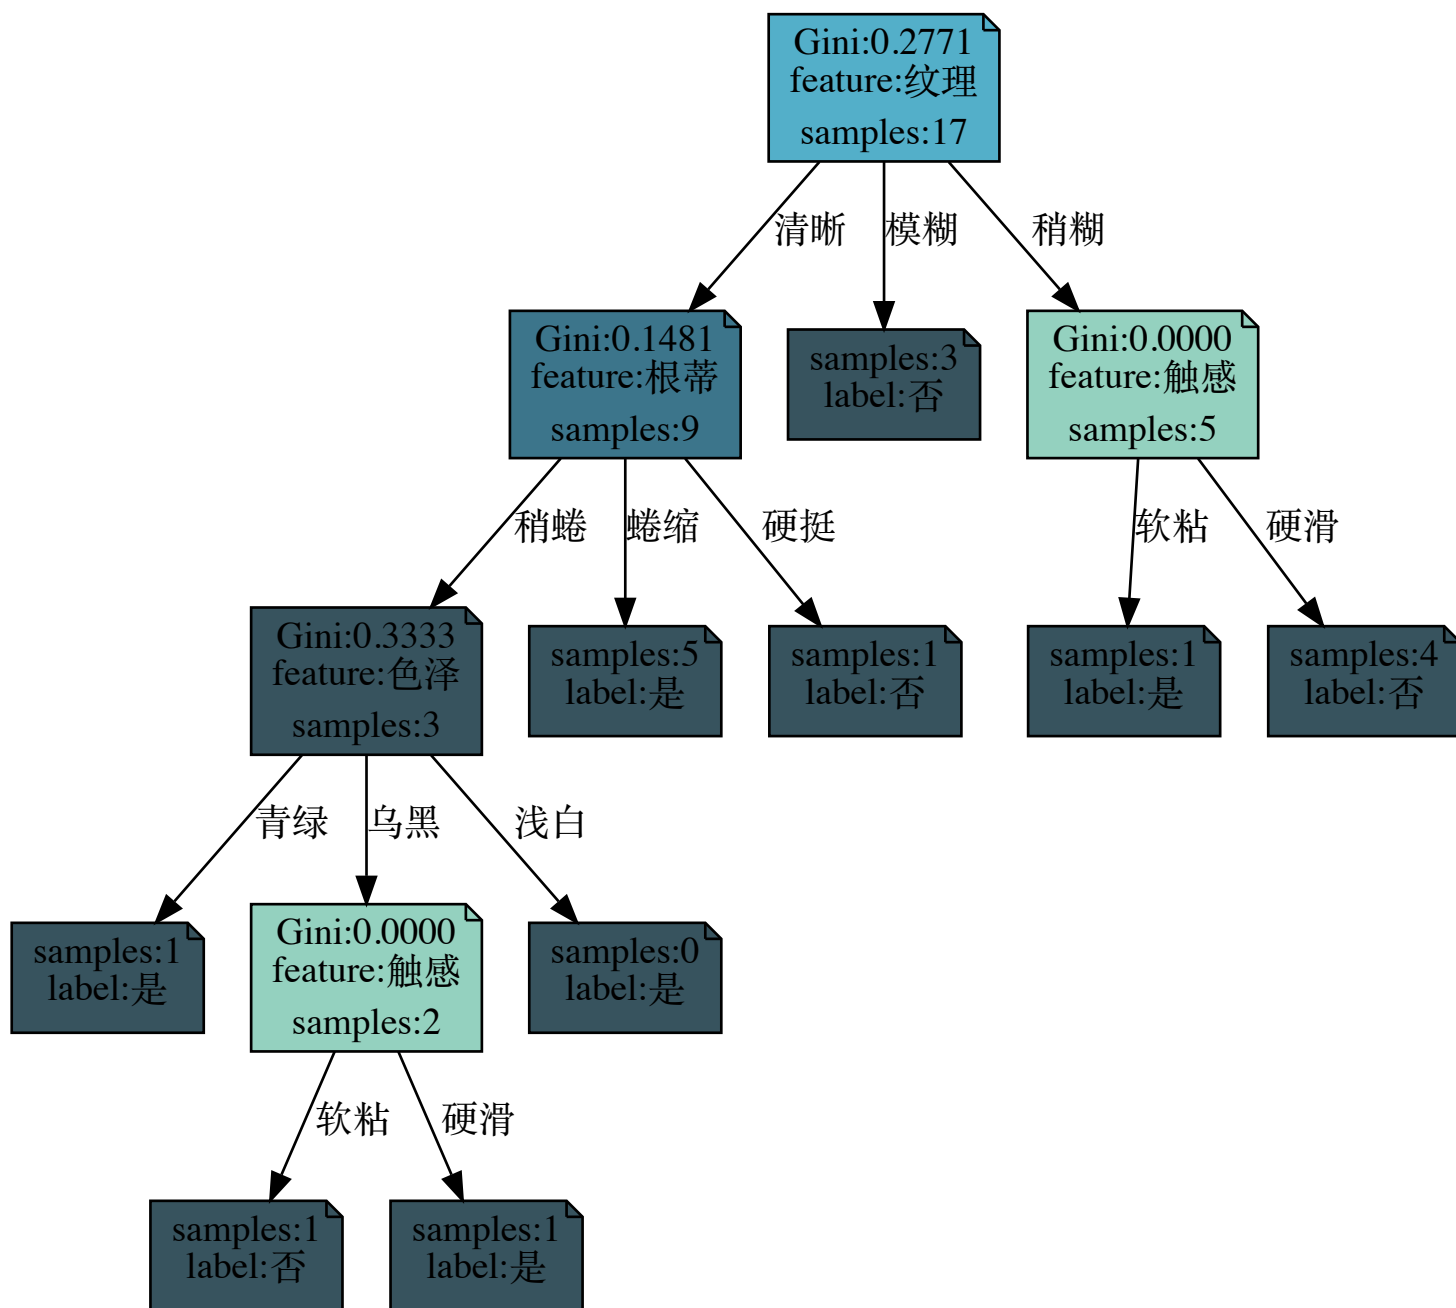 Gini:0.2771
feature:纹理
samples:17
清晰
模糊
稍糊
Gini:0.1481
feature:根蒂
samples:9
samples:3
label:否
Gini:0.0000
feature:触感
samples:5
稍蜷
蜷缩
硬挺
软粘
硬滑
Gini:0.3333
feature:色泽
samples:3
samples:5
label:是
samples:1
label:否
samples:1
label:是
samples:4
label:否
青绿
乌黑
浅白
samples:1
label:是
Gini:0.0000
feature:触感
samples:2
samples:0
label:是
软粘
硬滑
samples:1
label:否
samples:1
label:是